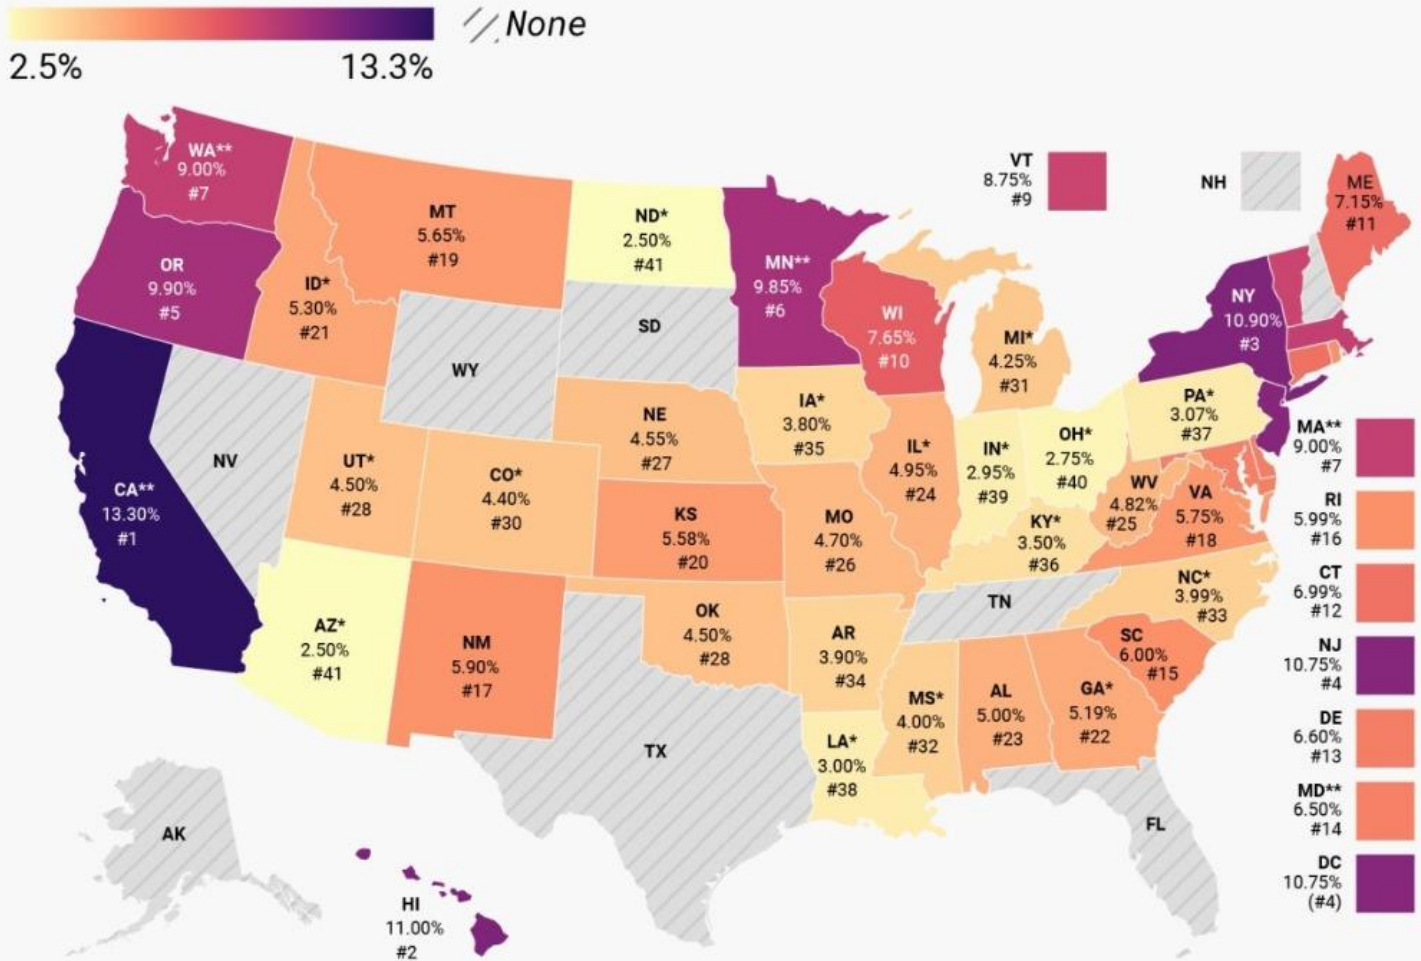 None
2.5%
13.3%
WA**
9.00%
#7
OR
9.90%
#5
CA**
13.30%
#1
NV
ID*
5.30%
#21
MT
5.65%
#19
WY
UT*
4.50%
#28
CO*
4.40%
#30
AZ*
2.50%
#41
NM
5.90%
#17
ND*
2.50%
#41
SD
NE
4.55%
#27
KS
5.58%
#20
OK
4.50%
#28
TX
MN**
9.85%
#6
IA*
3.80%
#35
MO
4.70%
#26
AR
3.90%
#34
LA*
3.00%
#38
WI
7.65%
#10
IL*
4.95%
#24
MI*
4.25%
#31
IN*
2.95%
#39
OH*
2.75%
#40
KY*
3.50%
#36
TN
MS*
4.00%
#32
AL
5.00%
#23
GA*
5.19%
#22
FL
SC
6.00%
#15
NC*
3.99%
#33
VA
5.75%
#18
WV
4.82%
#25
PA*
3.07%
#37
NY
10.90%
#3
VT
8.75%
#9
NH
ME
7.15%
#11
MA**
9.00%
#7
RI
5.99%
#16
CT
6.99%
#12
NJ
10.75%
#4
DE
6.60%
#13
MD**
6.50%
#14
DC
10.75%
(#4)
AK
HI
11.00%
#2